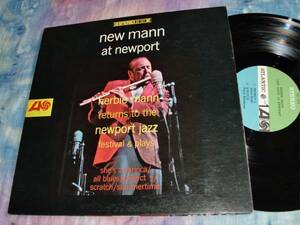 new mann
at newport
herbie mann
returns to the
newport jazz
festival & plays:
she's a carioca/
all blues/project s/
scratch/summertime
ATLANTIC